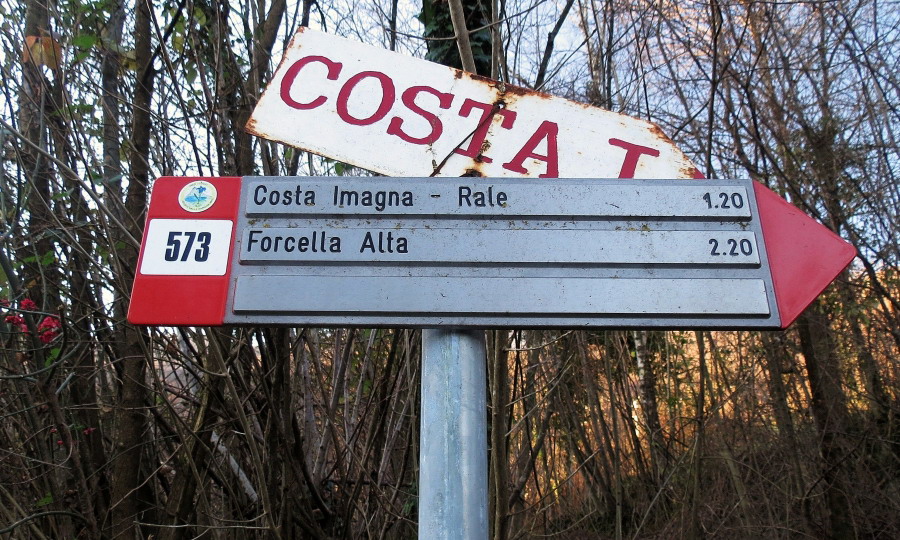 COSTA I
573
Costa Imagna - Rale 1.20
Forcella Alta 2.20